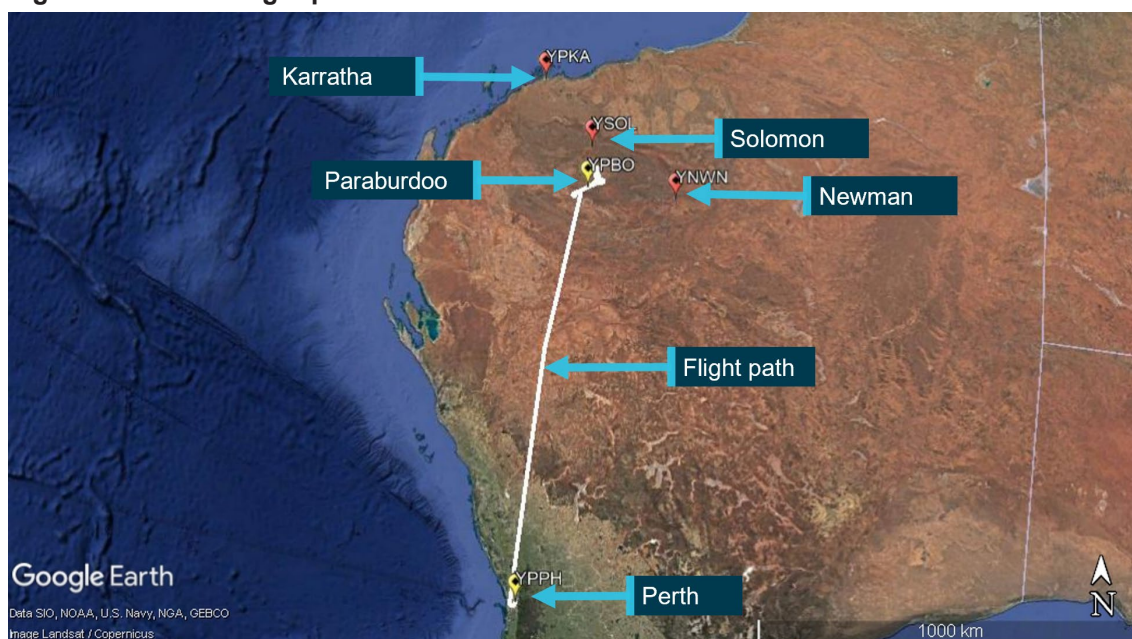 YPKA
Karratha
YSOL
Solomon
YPBO
Paraburdoo
YNWN
Newman
Flight path
YPPH
Perth
Google Earth
N
Data SIO, NOAA, U.S. Navy, NGA, GEBCO
Image Landsat / Copernicus
1000 km